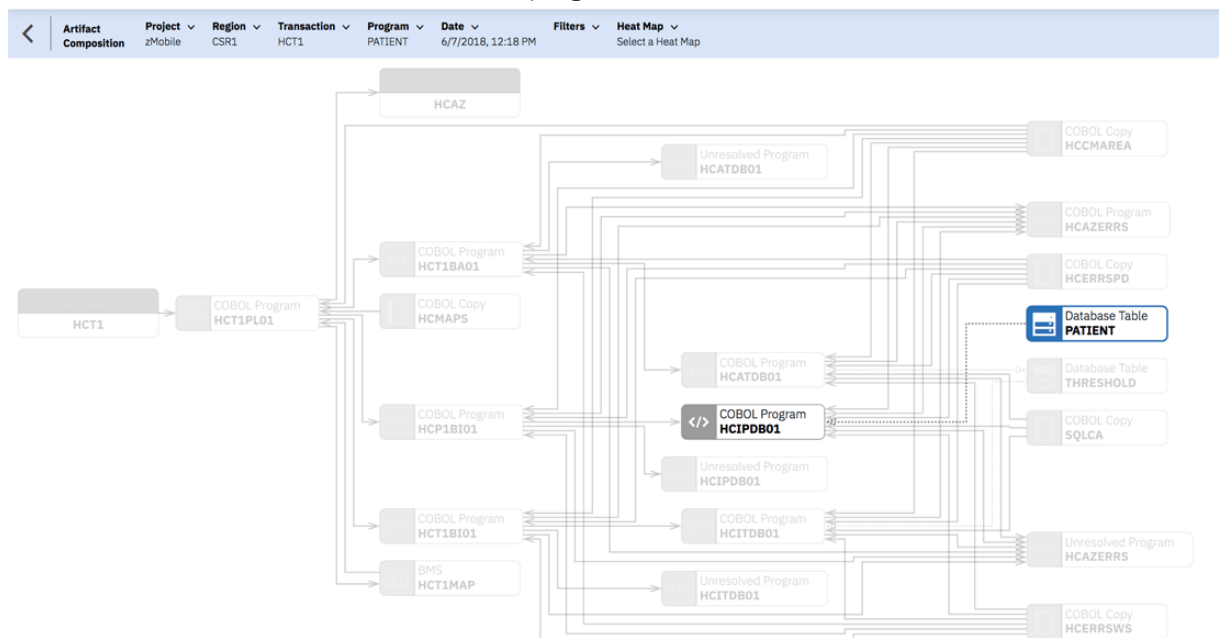 Artifact
Composition
Project
zMobile
Region
CSR1
Transaction
HCT1
Program
PATIENT
Date
6/7/2018, 12:18 PM
Filters
Heat Map
Select a Heat Map
HCAZ
COBOL Copy
HCCMAREA
Unresolved Program
HCATDB01
COBOL Program
HCAZERRS
COBOL Program
HCT1BA01
COBOL Copy
HCERRSPD
HCT1
COBOL Program
HCT1PL01
COBOL Copy
HCMAPS
Database Table
PATIENT
COBOL Program
HCATDB01
Database Table
THRESHOLD
COBOL Program
HCP1BI01
</>
COBOL Program
HCIPDB01
COBOL Copy
SQLCA
Unresolved Program
HCIPDB01
COBOL Program
HCT1BI01
COBOL Program
HCITDB01
Unresolved Program
HCAZERRS
BMS
HCT1MAP
Unresolved Program
HCITDB01
COBOL Copy
HCERRSWS